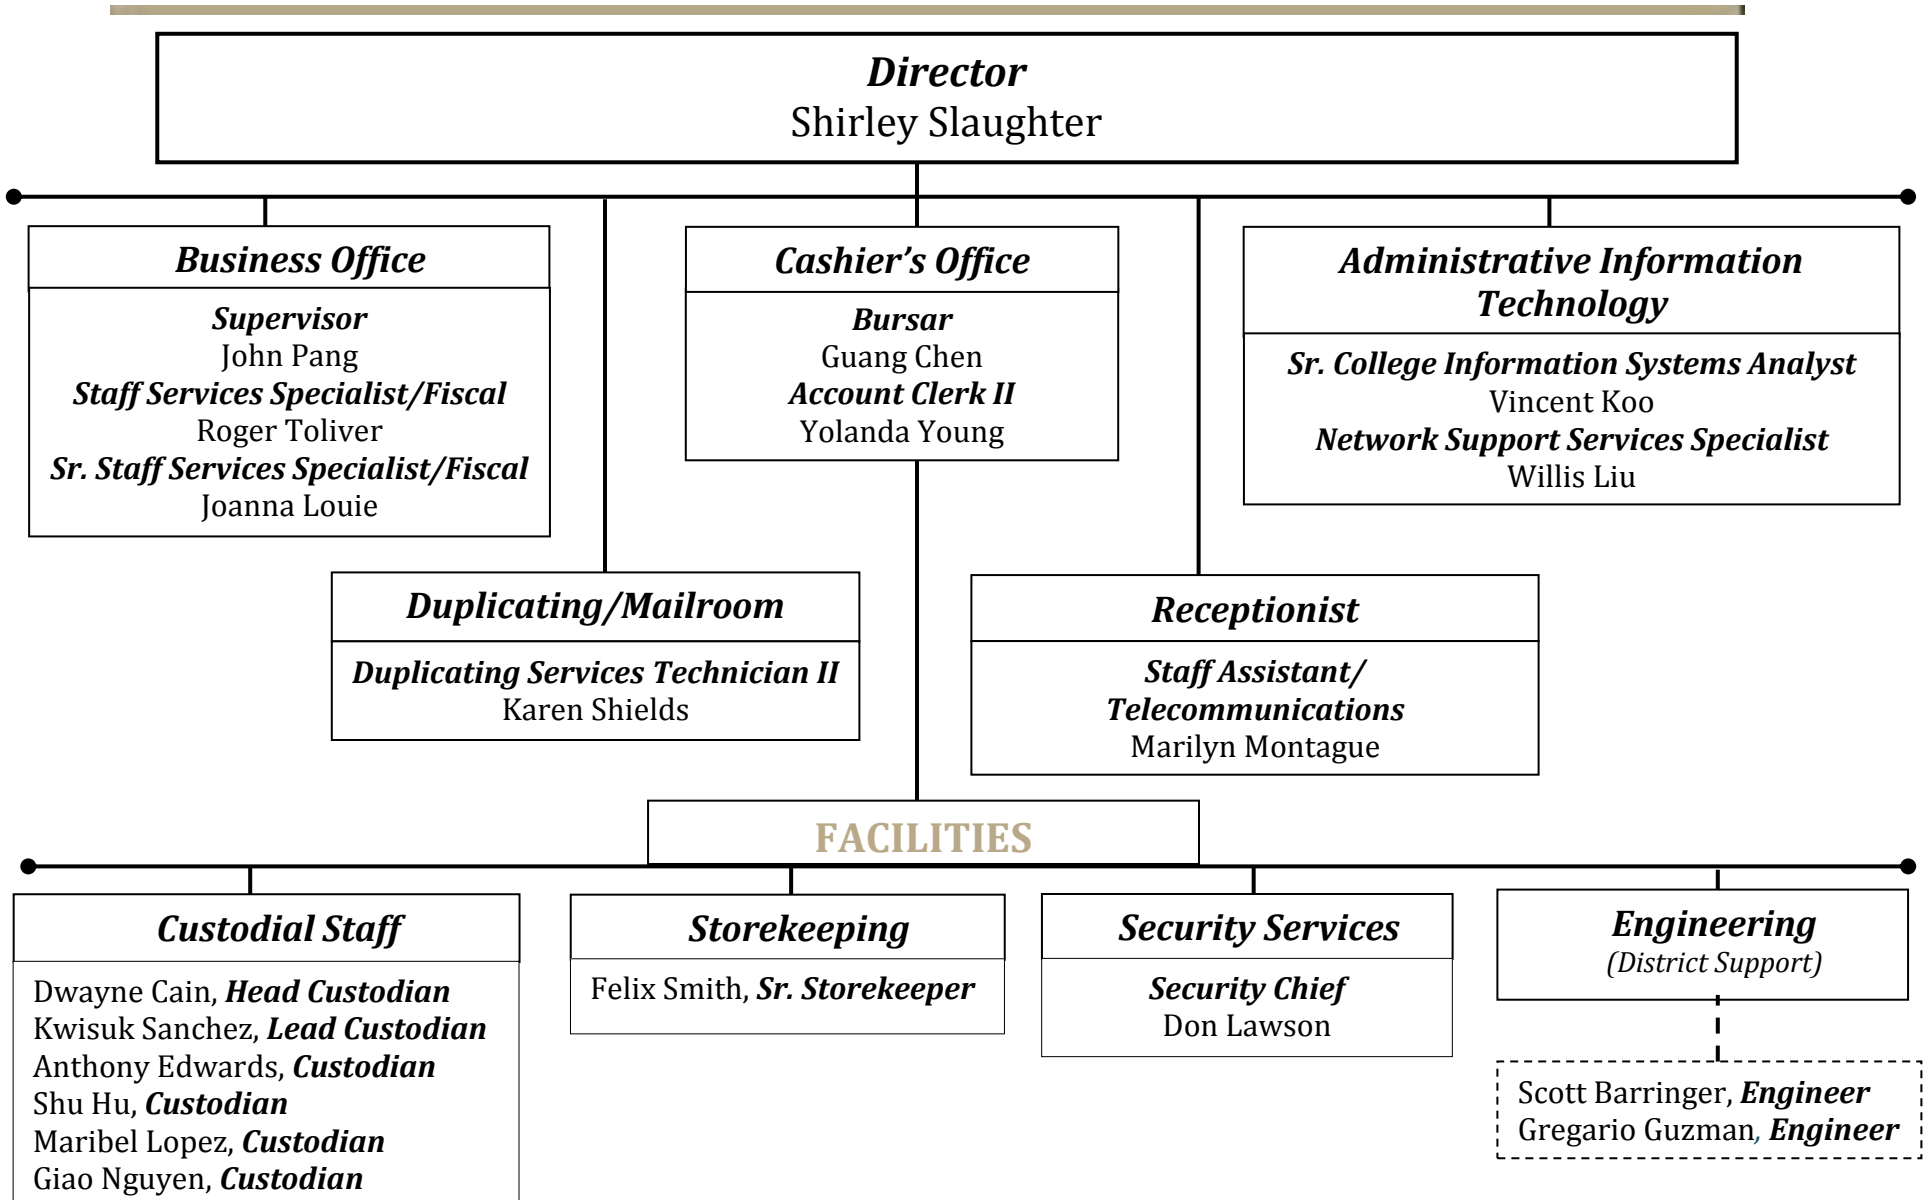 Director
Shirley Slaughter
Business Office
Supervisor
John Pang
Staff Services Specialist/Fiscal
Roger Toliver
Sr. Staff Services Specialist/Fiscal
Joanna Louie
Cashier's Office
Bursar
Guang Chen
Account Clerk II
Yolanda Young
Administrative Information
Technology
Sr. College Information Systems Analyst
Vincent Koo
Network Support Services Specialist
Willis Liu
Duplicating/Mailroom
Duplicating Services Technician II
Karen Shields
Receptionist
Staff Assistant/
Telecommunications
Marilyn Montague
FACILITIES
Custodial Staff
Dwayne Cain, Head Custodian
Kwisuk Sanchez, Lead Custodian
Anthony Edwards, Custodian
Shu Hu, Custodian
Maribel Lopez, Custodian
Giao Nguyen, Custodian
Storekeeping
Felix Smith, Sr. Storekeeper
Security Services
Security Chief
Don Lawson
Engineering
(District Support)
Scott Barringer, Engineer
Gregario Guzman, Engineer